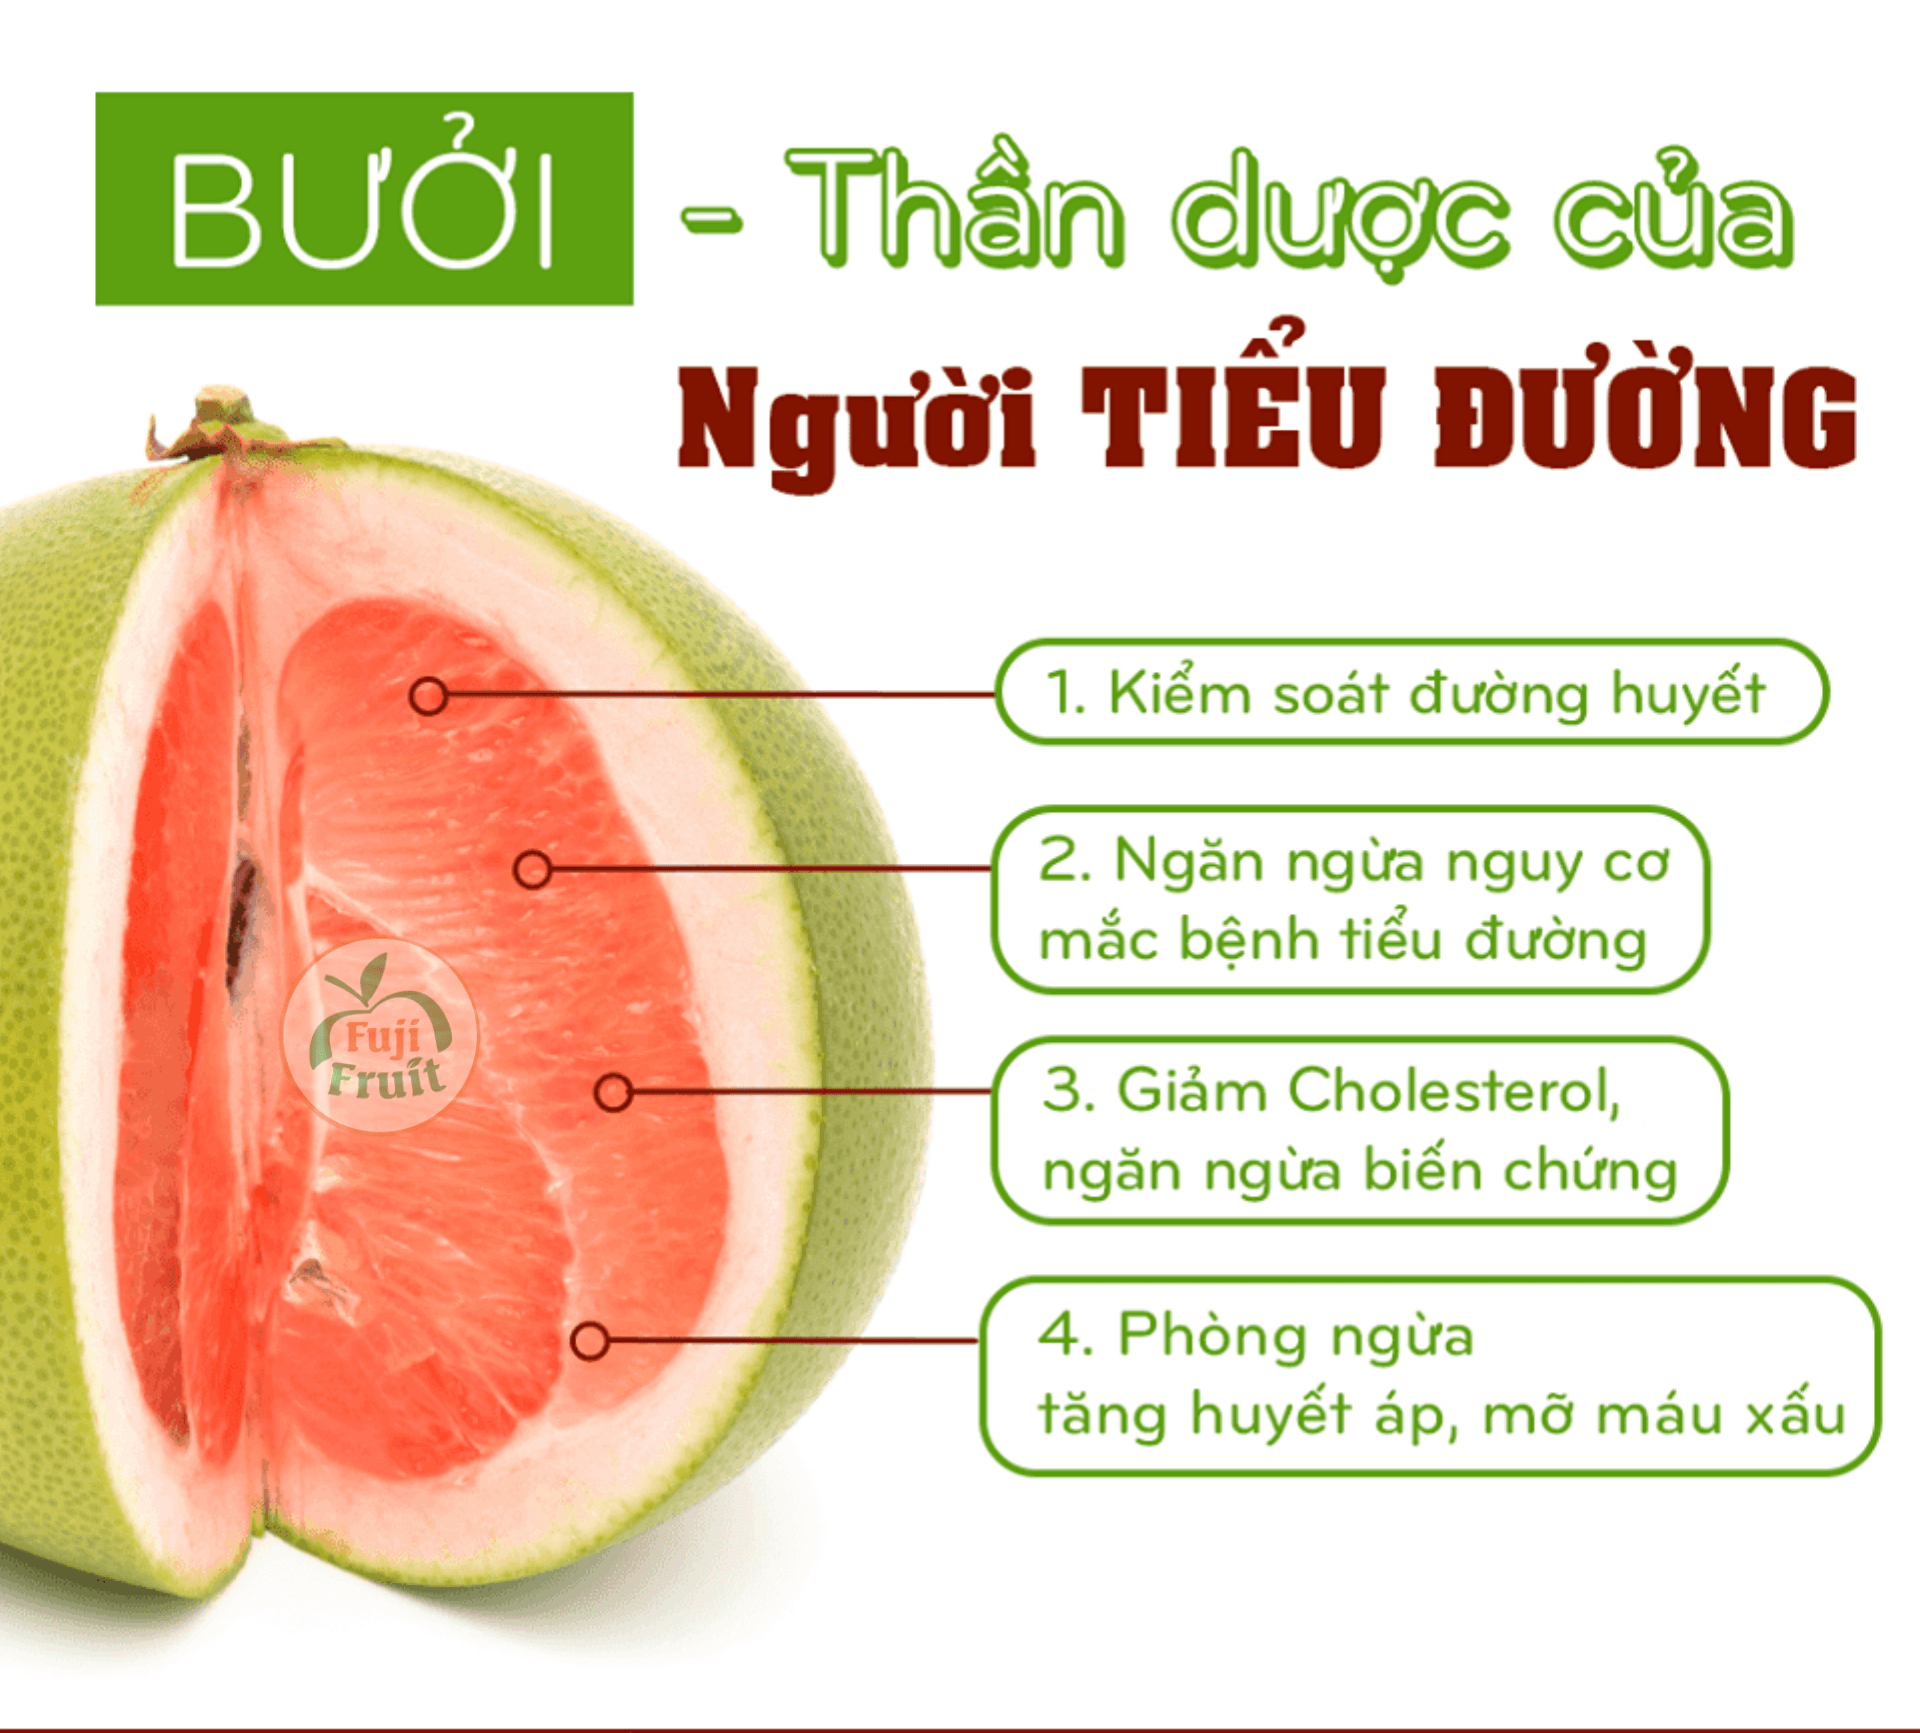 BƯỞI - Thần dược của
Người TIỂU ĐƯỜNG
1. Kiểm soát đường huyết
2. Ngăn ngừa nguy cơ
mắc bệnh tiểu đường
Fuji
Fruit
3. Giảm Cholesterol,
ngăn ngừa biến chứng
4. Phòng ngừa
tăng huyết áp, mỡ máu xấu